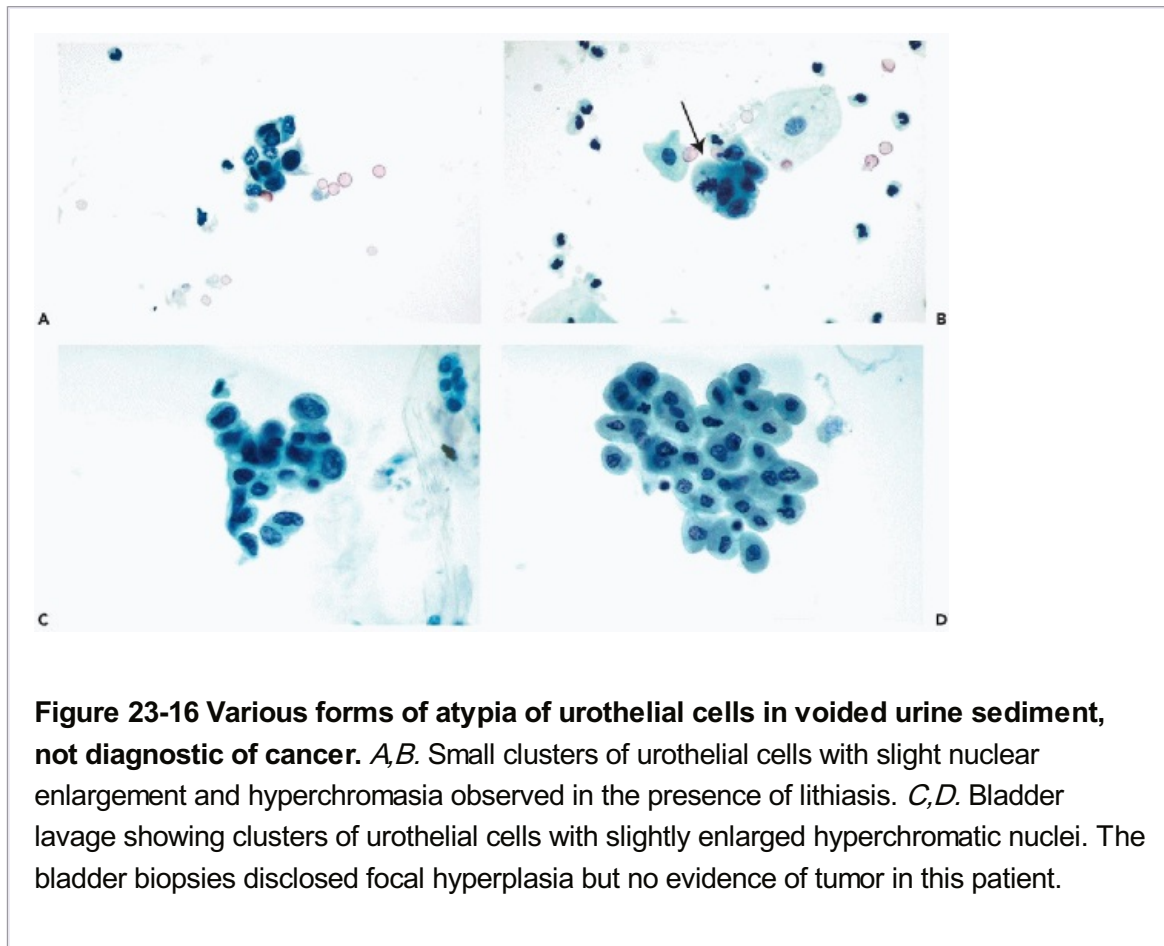 A
B
C
D
Figure 23-16 Various forms of atypia of urothelial cells in voided urine sediment,
not diagnostic of cancer. A,B. Small clusters of urothelial cells with slight nuclear
enlargement and hyperchromasia observed in the presence of lithiasis. C,D. Bladder
lavage showing clusters of urothelial cells with slightly enlarged hyperchromatic nuclei. The
bladder biopsies disclosed focal hyperplasia but no evidence of tumor in this patient.